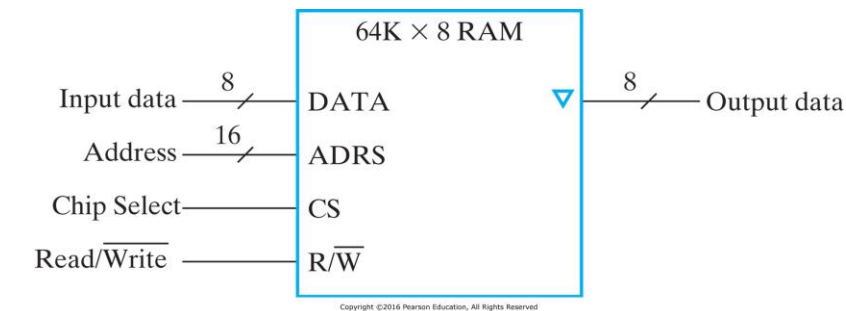 64K × 8 RAM
8
8
Input data
DATA
Output data
16
Address
ADRS
Chip Select
CS
Read/W̅r̅i̅t̅e̅
R/W̅
Copyright ©2016 Pearson Education, All Rights Reserved